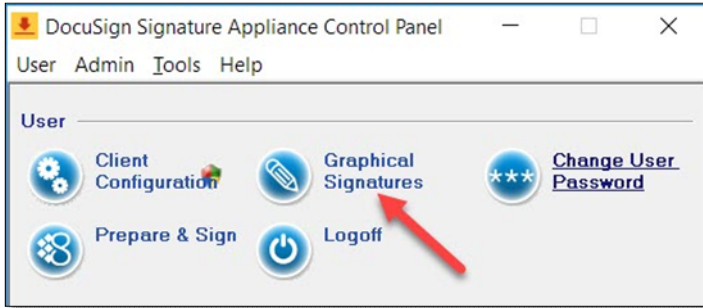 DocuSign Signature Appliance Control Panel
User Admin Tools Help
User
Client
Configuration
Graphical
Signatures
***
Change User
Password
Prepare & Sign
Logoff